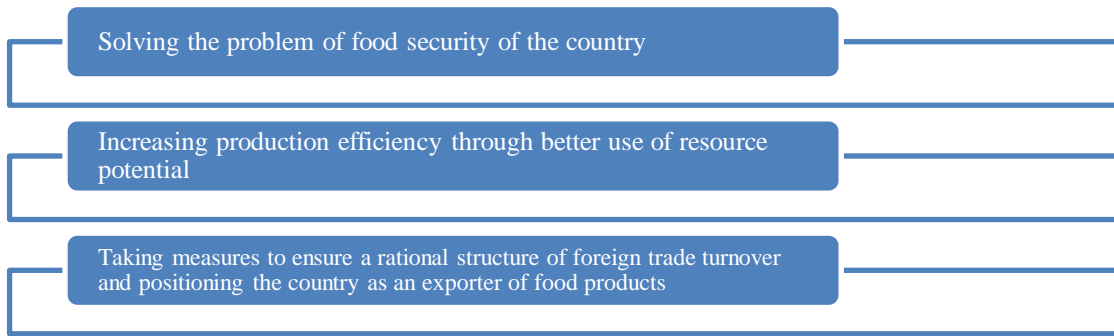 Solving the problem of food security of the country
Increasing production efficiency through better use of resource
potential
Taking measures to ensure a rational structure of foreign trade turnover
and positioning the country as an exporter of food products